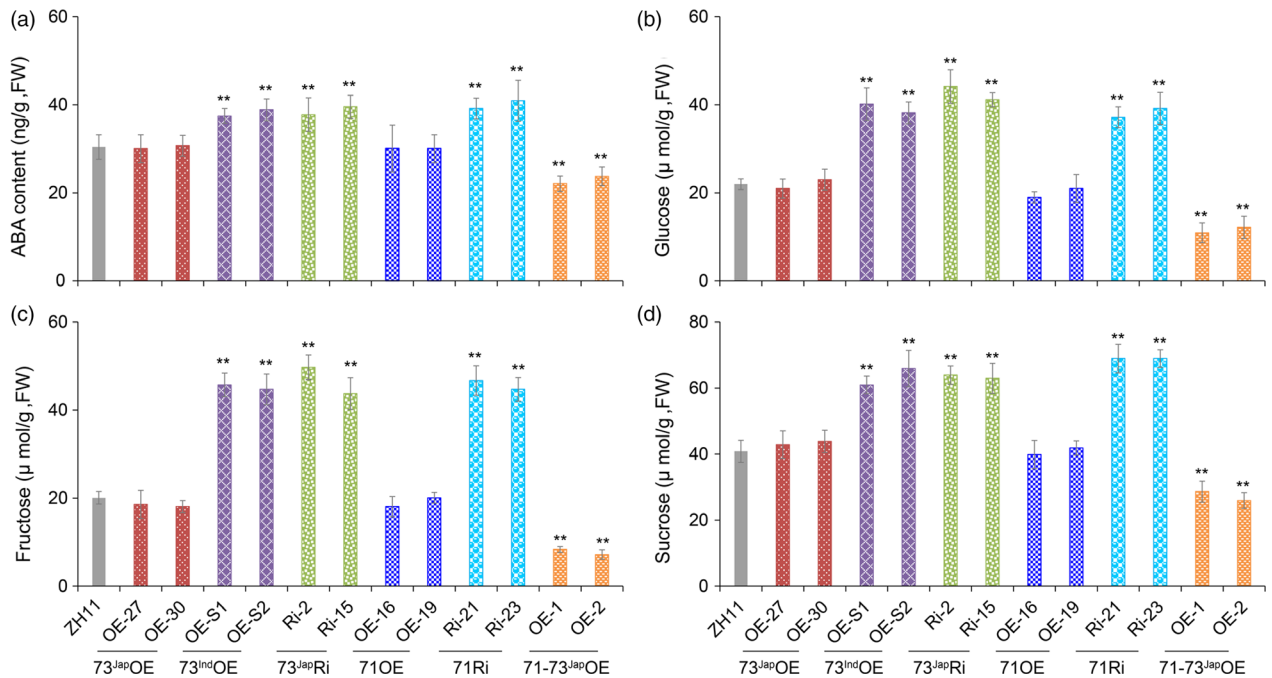 (a)
60
40
20
0
ABA content (ng/g ,FW)
** ** ** ** ** ** ** **
(b)
60
40
20
0
Glucose (μ mol/g ,FW)
** ** ** ** ** ** ** **
(c)
60
40
20
0
Fructose (μ mol/g ,FW)
** ** ** ** ** ** ** **
ZH11 OE-27 OE-30 OE-S1 OE-S2 Ri-2 Ri-15 OE-16 OE-19 Ri-21 Ri-23 OE-1 OE-2
73JapOE 73IndOE 73JapRi 71OE 71Ri 71-73JapOE
(d)
80
60
40
20
0
Sucrose (μ mol/g ,FW)
** ** ** ** ** ** ** **
ZH11 OE-27 OE-30 OE-S1 OE-S2 Ri-2 Ri-15 OE-16 OE-19 Ri-21 Ri-23 OE-1 OE-2
73JapOE 73IndOE 73JapRi 71OE 71Ri 71-73JapOE